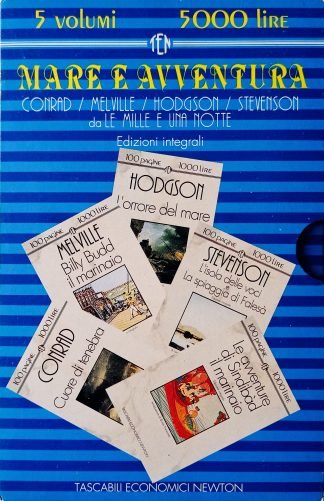 5 volumi 5000 lire
TEN
MARE E AVVENTURA
CONRAD / MELVILLE / HODGSON / STEVENSON
da LE MILLE E UNA NOTTE
Edizioni integrali
100 PAGINE 1000 LIRE
HODGSON
L'orrore del mare
100 PAGINE 1000 LIRE
MELVILLE
Billy Budd
il marinaio
100 PAGINE 1000 LIRE
STEVENSON
L'isola delle voci
e
La spiaggia di Falesà
100 PAGINE 1000 LIRE
CONRAD
Cuore di tenebra
100 PAGINE 1000 LIRE
Le avventure
di Sindbad
il marinaio
TASCABILI ECONOMICI NEWTON